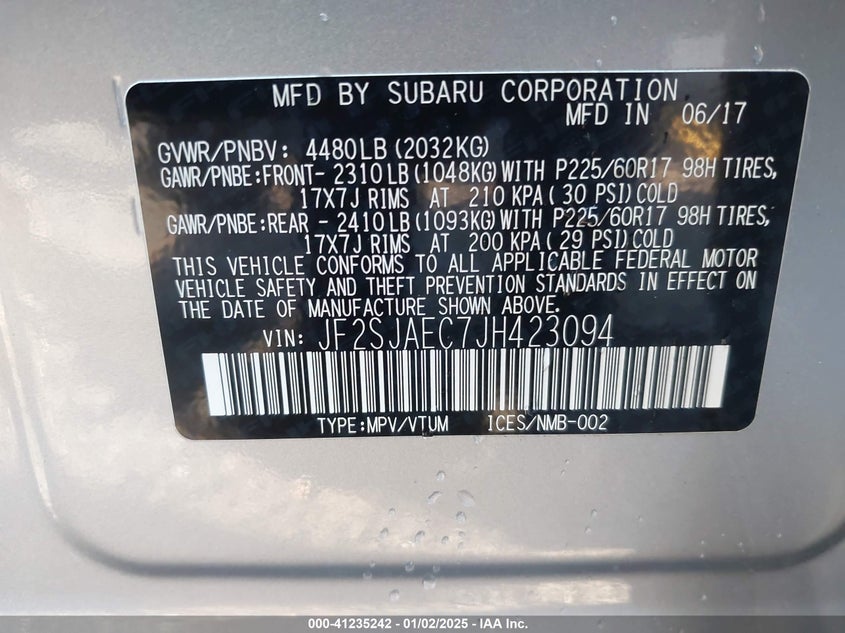 MFD BY SUBARU CORPORATION
MFD IN 06/17
GVWR/PNBV: 4480LB(2032KG)
GAWR/PNBE:FRONT- 2310LB(1048KG)WITH P225/60R17 98H TIRES,
17X7J RIMS AT 210 KPA(30 PSI)COLD
GAWR/PNBE:REAR - 2410LB(1093KG)WITH P225/60R17 98H TIRES,
17X7J RIMS AT 200 KPA(29 PSI)COLD
THIS VEHICLE CONFORMS TO ALL APPLICABLE FEDERAL MOTOR
VEHICLE SAFETY AND THEFT PREVENTION STANDARDS IN EFFECT ON
THE DATE OF MANUFACTURE SHOWN ABOVE.
VIN: JF2SJAEC7JH423094
TYPE:MPV/VTUM ICES/NMB-002
000-41235242 - 01/02/2025 - IAA Inc.